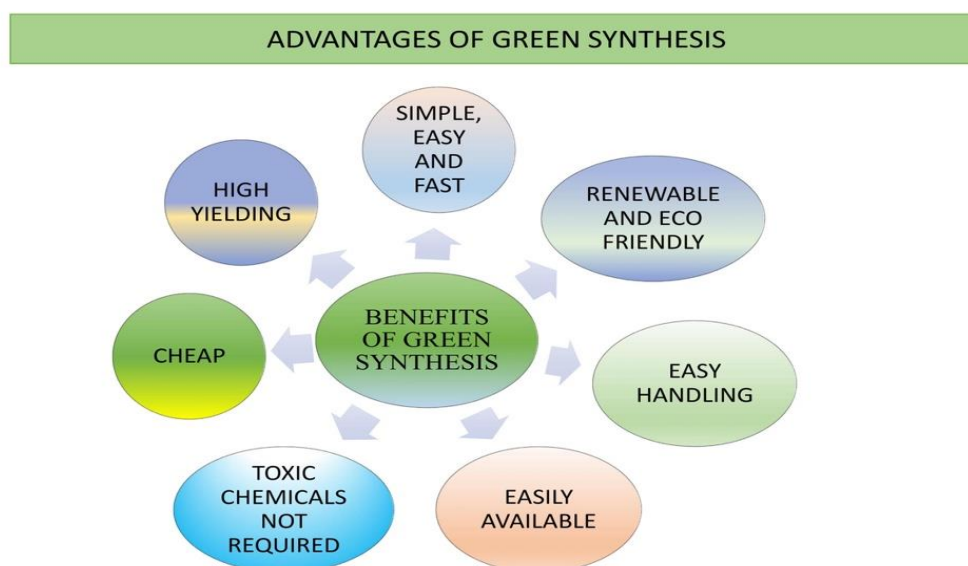 ADVANTAGES OF GREEN SYNTHESIS
SIMPLE,
EASY
AND
FAST
RENEWABLE
AND ECO
FRIENDLY
EASY
HANDLING
EASILY
AVAILABLE
TOXIC
CHEMICALS
NOT
REQUIRED
CHEAP
HIGH
YIELDING
BENEFITS
OF GREEN
SYNTHESIS